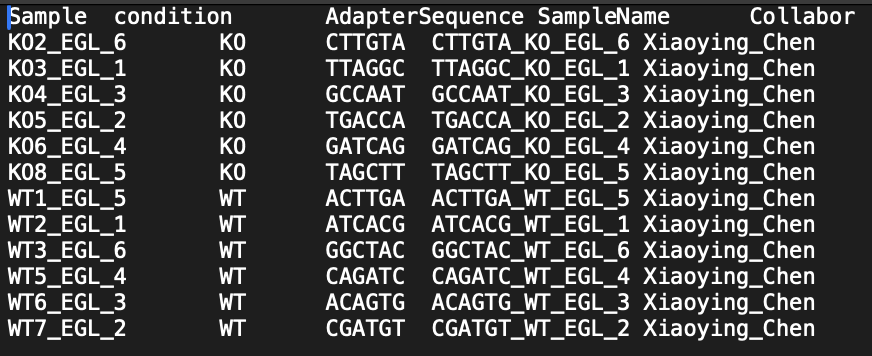 Sample condition AdapterSequence SampleName Collabor
KO2_EGL_6 KO CTTGTA CTTGTA_KO_EGL_6 Xiaoying_Chen
KO3_EGL_1 KO TTAGGC TTAGGC_KO_EGL_1 Xiaoying_Chen
KO4_EGL_3 KO GCCAAT GCCAAT_KO_EGL_3 Xiaoying_Chen
KO5_EGL_2 KO TGACCA TGACCA_KO_EGL_2 Xiaoying_Chen
KO6_EGL_4 KO GATCAG GATCAG_KO_EGL_4 Xiaoying_Chen
KO8_EGL_5 KO TAGCTT TAGCTT_KO_EGL_5 Xiaoying_Chen
WT1_EGL_5 WT ACTTGA ACTTGA_WT_EGL_5 Xiaoying_Chen
WT2_EGL_1 WT ATCACG ATCACG_WT_EGL_1 Xiaoying_Chen
WT3_EGL_6 WT GGCTAC GGCTAC_WT_EGL_6 Xiaoying_Chen
WT5_EGL_4 WT CAGATC CAGATC_WT_EGL_4 Xiaoying_Chen
WT6_EGL_3 WT ACAGTG ACAGTG_WT_EGL_3 Xiaoying_Chen
WT7_EGL_2 WT CGATGT CGATGT_WT_EGL_2 Xiaoying_Chen